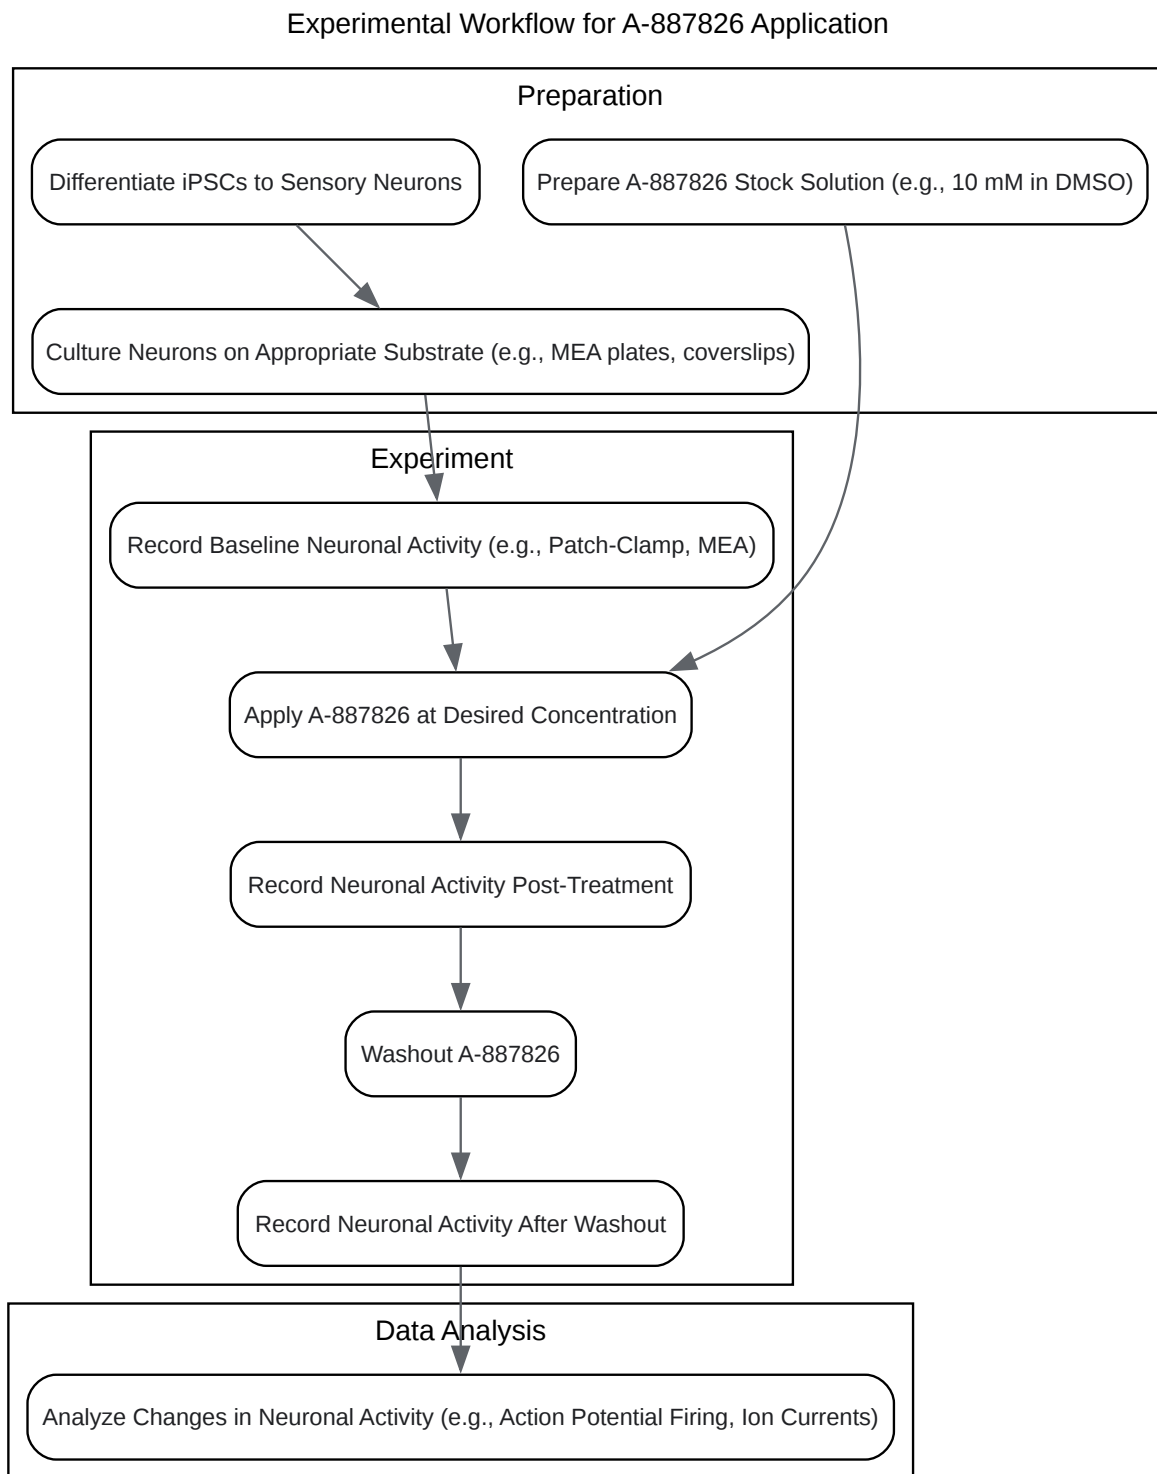 Experimental Workflow for A-887826 Application
Preparation
Differentiate iPSCs to Sensory Neurons
Prepare A-887826 Stock Solution (e.g., 10 mM in DMSO)
Culture Neurons on Appropriate Substrate (e.g., MEA plates, coverslips)
Experiment
Record Baseline Neuronal Activity (e.g., Patch-Clamp, MEA)
Apply A-887826 at Desired Concentration
Record Neuronal Activity Post-Treatment
Washout A-887826
Record Neuronal Activity After Washout
Data Analysis
Analyze Changes in Neuronal Activity (e.g., Action Potential Firing, Ion Currents)